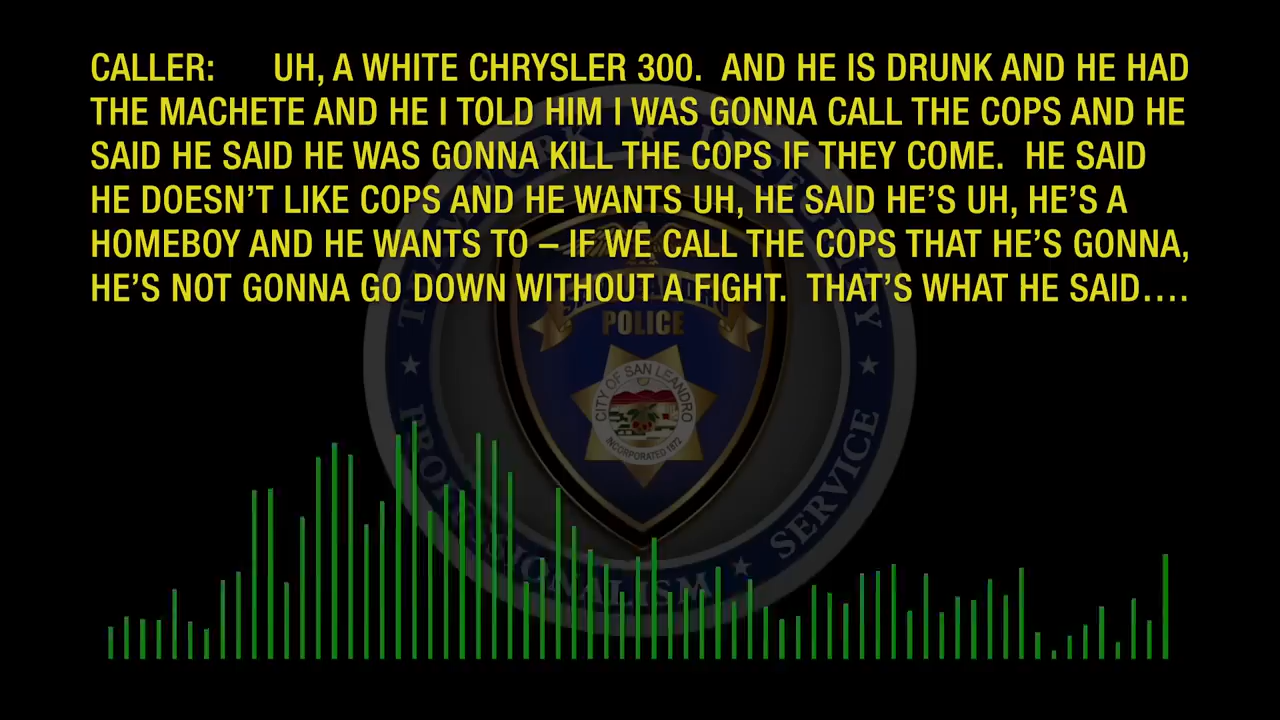 CALLER: UH, A WHITE CHRYSLER 300. AND HE IS DRUNK AND HE HAD
THE MACHETE AND HE I TOLD HIM I WAS GONNA CALL THE COPS AND HE
SAID HE SAID HE WAS GONNA KILL THE COPS IF THEY COME. HE SAID
HE DOESN’T LIKE COPS AND HE WANTS UH, HE SAID HE’S UH, HE’S A
HOMEBOY AND HE WANTS TO – IF WE CALL THE COPS THAT HE’S GONNA,
HE’S NOT GONNA GO DOWN WITHOUT A FIGHT. THAT’S WHAT HE SAID….
TEAMWORK ★ INTEGRITY
POLICE
CITY OF SAN LEANDRO
INCORPORATED 1872
PROFESSIONALISM ★ SERVICE